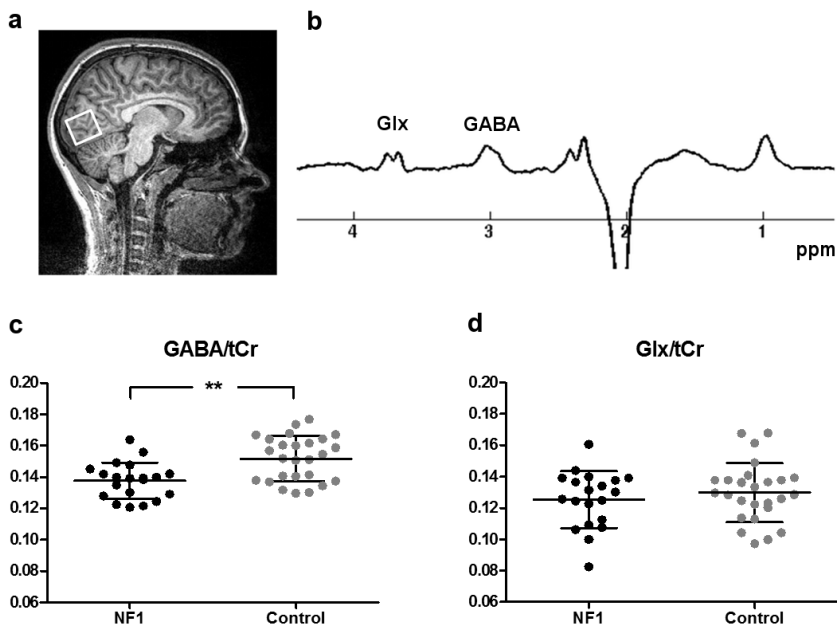 a
b
Glx
GABA
4
3
2
1
ppm
c
GABA/tCr
**
0.20
0.18
0.16
0.14
0.12
0.10
0.08
0.06
NF1
Control
d
Glx/tCr
0.20
0.18
0.16
0.14
0.12
0.10
0.08
0.06
NF1
Control